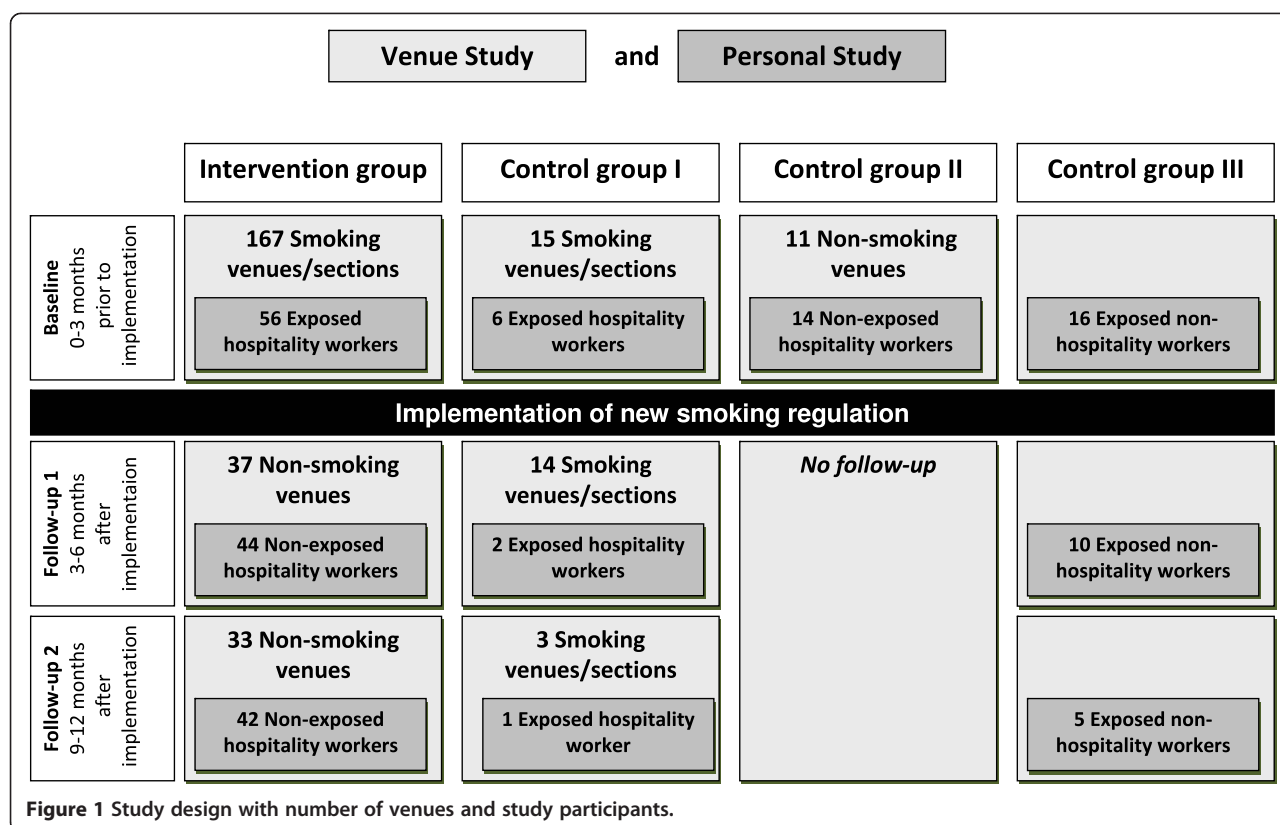 Venue Study and Personal Study
Intervention group
Control group I
Control group II
Control group III
Baseline
0-3 months
prior to
implementation
167 Smoking
venues/sections
56 Exposed
hospitality workers
15 Smoking
venues/sections
6 Exposed hospitality
workers
11 Non-smoking
venues
14 Non-exposed
hospitality workers
16 Exposed non-
hospitality workers
Implementation of new smoking regulation
Follow-up 1
3-6 months
after
implementaion
37 Non-smoking
venues
44 Non-exposed
hospitality workers
14 Smoking
venues/sections
2 Exposed hospitality
workers
No follow-up
10 Exposed non-
hospitality workers
Follow-up 2
9-12 months
after
implementation
33 Non-smoking
venues
42 Non-exposed
hospitality workers
3 Smoking
venues/sections
1 Exposed hospitality
worker
5 Exposed non-
hospitality workers
Figure 1 Study design with number of venues and study participants.